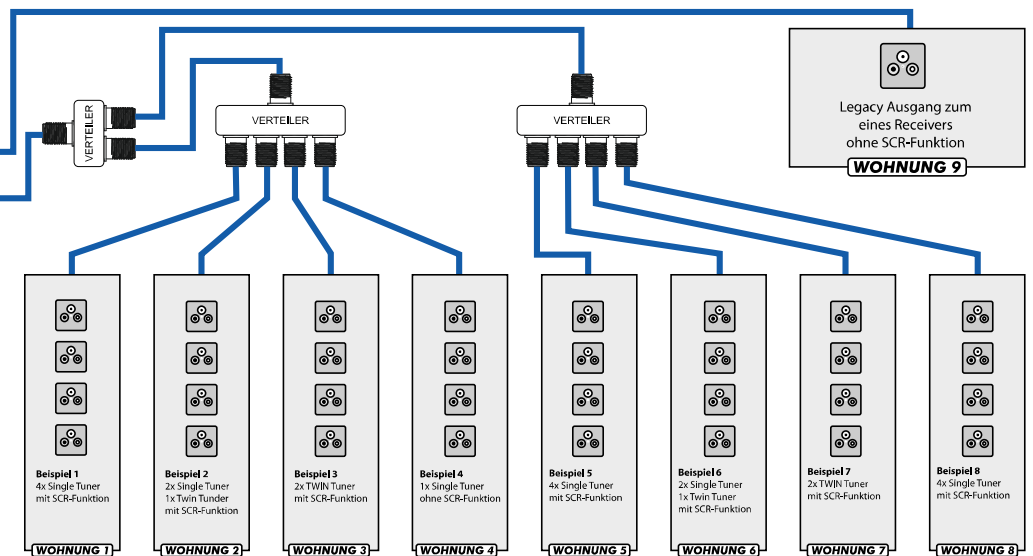 VERTEILER
VERTEILER
VERTEILER
Legacy Ausgang zum
eines Receivers
ohne SCR-Funktion
WOHNUNG 9
Beispiel 1
4x Single Tuner
mit SCR-Funktion
WOHNUNG 1
Beispiel 2
2x Single Tuner
1x Twin Tunder
mit SCR-Funktion
WOHNUNG 2
Beispiel 3
2x TWIN Tuner
mit SCR-Funktion
WOHNUNG 3
Beispiel 4
1x Single Tuner
ohne SCR-Funktion
WOHNUNG 4
Beispiel 5
4x Single Tuner
mit SCR-Funktion
WOHNUNG 5
Beispiel 6
2x Single Tuner
1x Twin Tuner
mit SCR-Funktion
WOHNUNG 6
Beispiel 7
2x TWIN Tuner
mit SCR-Funktion
WOHNUNG 7
Beispiel 8
4x Single Tuner
mit SCR-Funktion
WOHNUNG 8